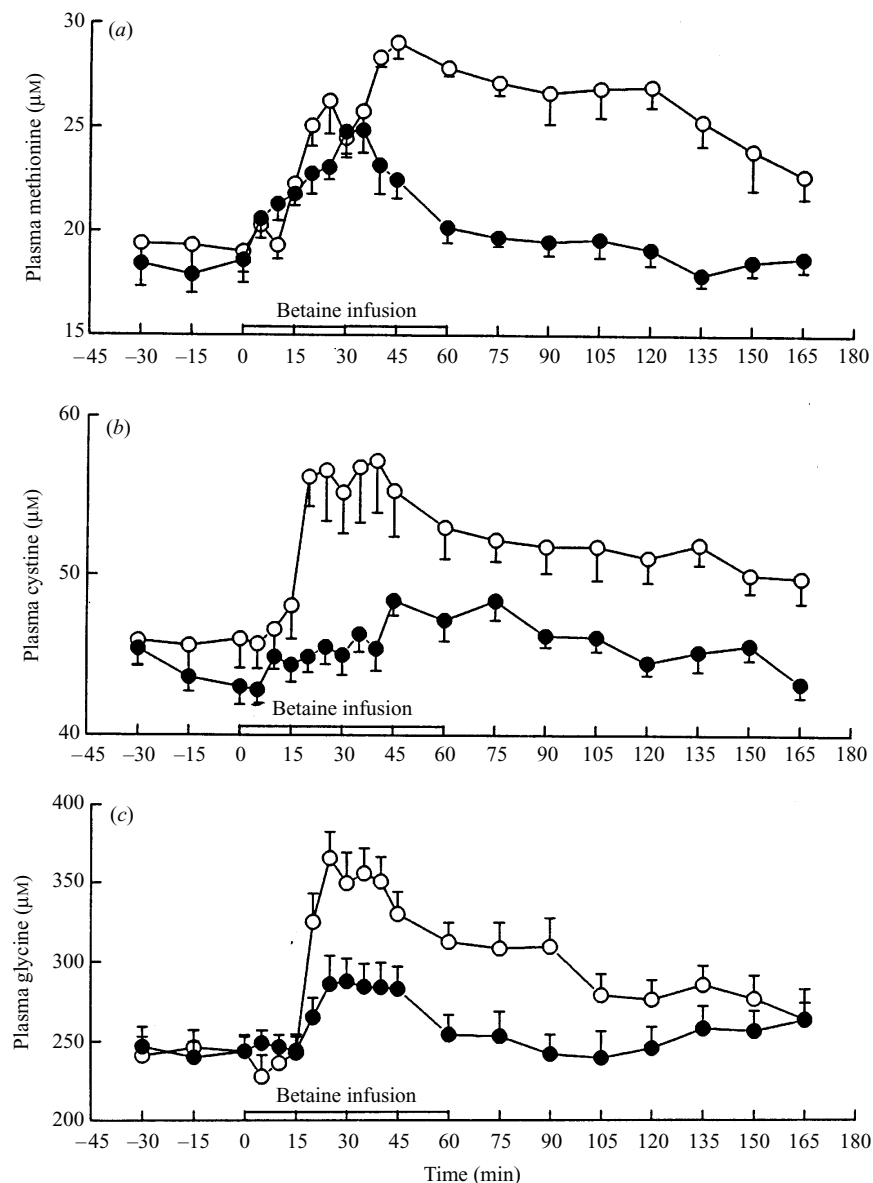 (a)
30
25
20
15
Plasma methionine (μM)
Betaine infusion
–45 –30 –15 0 15 30 45 60 75 90 105 120 135 150 165 180
(b)
60
50
40
Plasma cystine (μM)
Betaine infusion
–45 –30 –15 0 15 30 45 60 75 90 105 120 135 150 165 180
(c)
400
350
300
250
200
Plasma glycine (μM)
Betaine infusion
–45 –30 –15 0 15 30 45 60 75 90 105 120 135 150 165 180
Time (min)